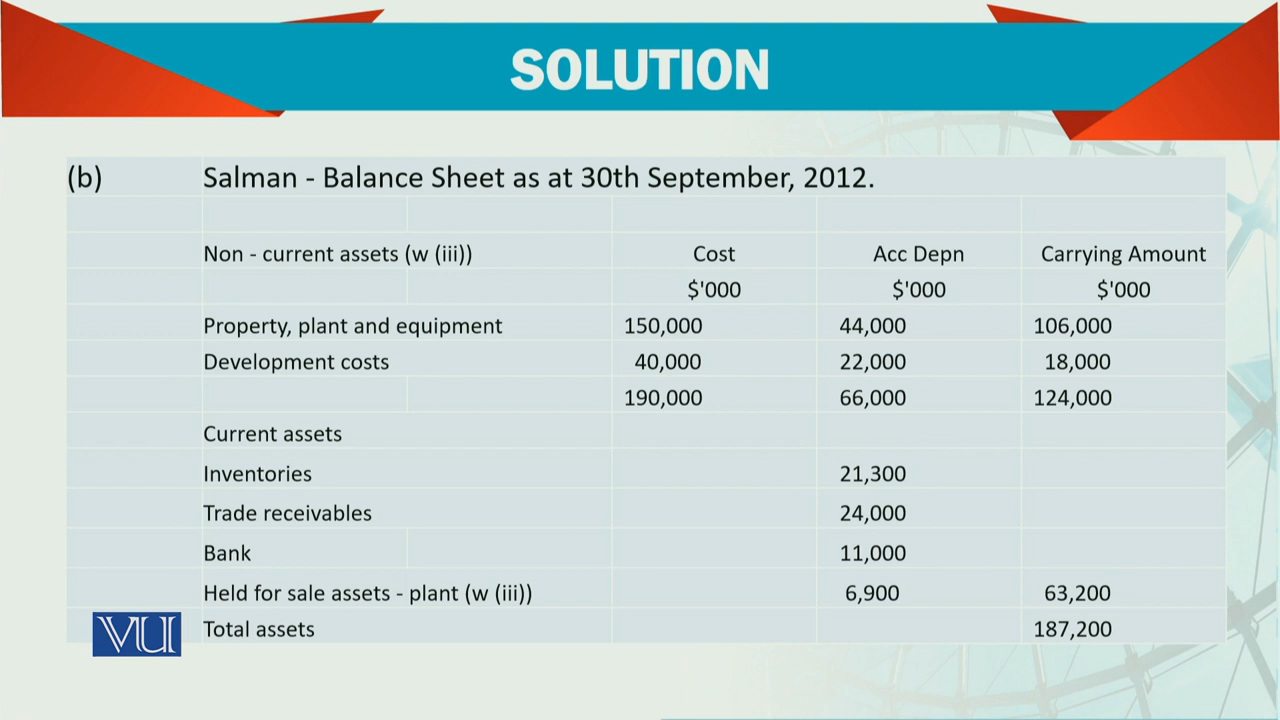 SOLUTION
(b) Salman - Balance Sheet as at 30th September, 2012.
Non - current assets (w (iii)) Cost Acc Depn Carrying Amount
$'000 $'000 $'000
Property, plant and equipment 150,000 44,000 106,000
Development costs 40,000 22,000 18,000
190,000 66,000 124,000
Current assets
Inventories 21,300
Trade receivables 24,000
Bank 11,000
Held for sale assets - plant (w (iii)) 6,900 63,200
VU Total assets 187,200